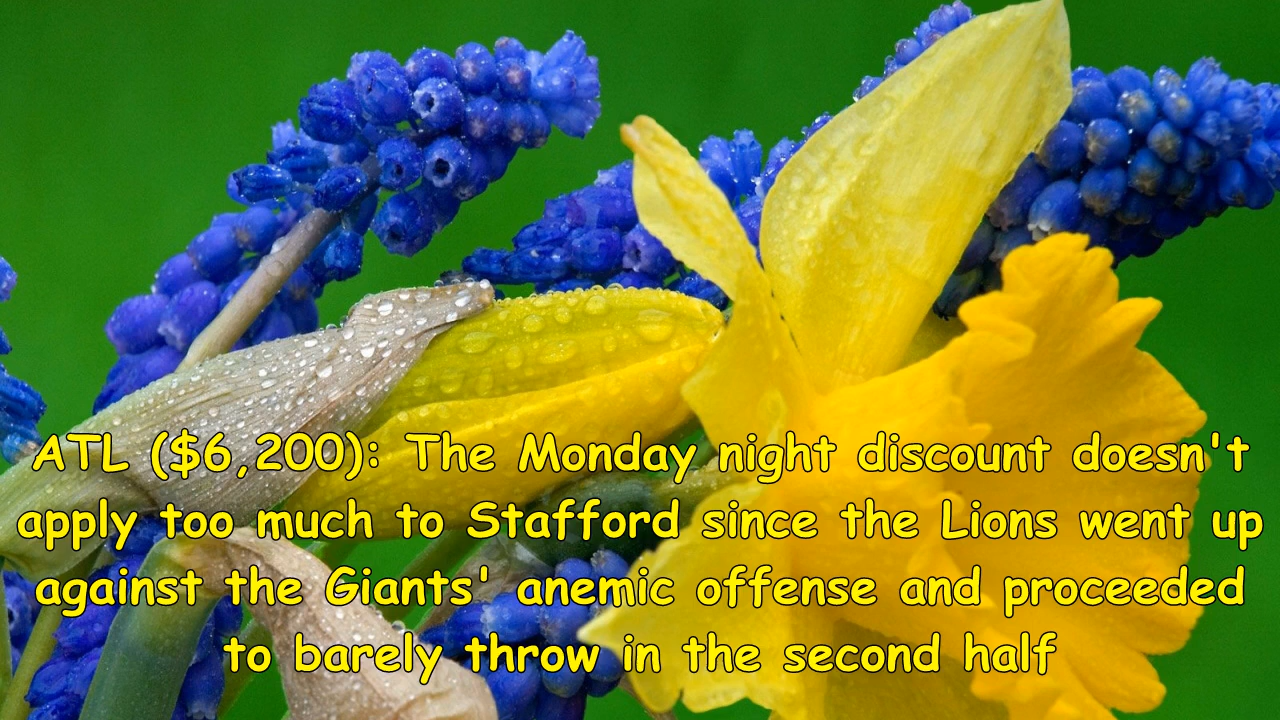 ATL ($6,200): The Monday night discount doesn't
apply too much to Stafford since the Lions went up
against the Giants' anemic offense and proceeded
to barely throw in the second half